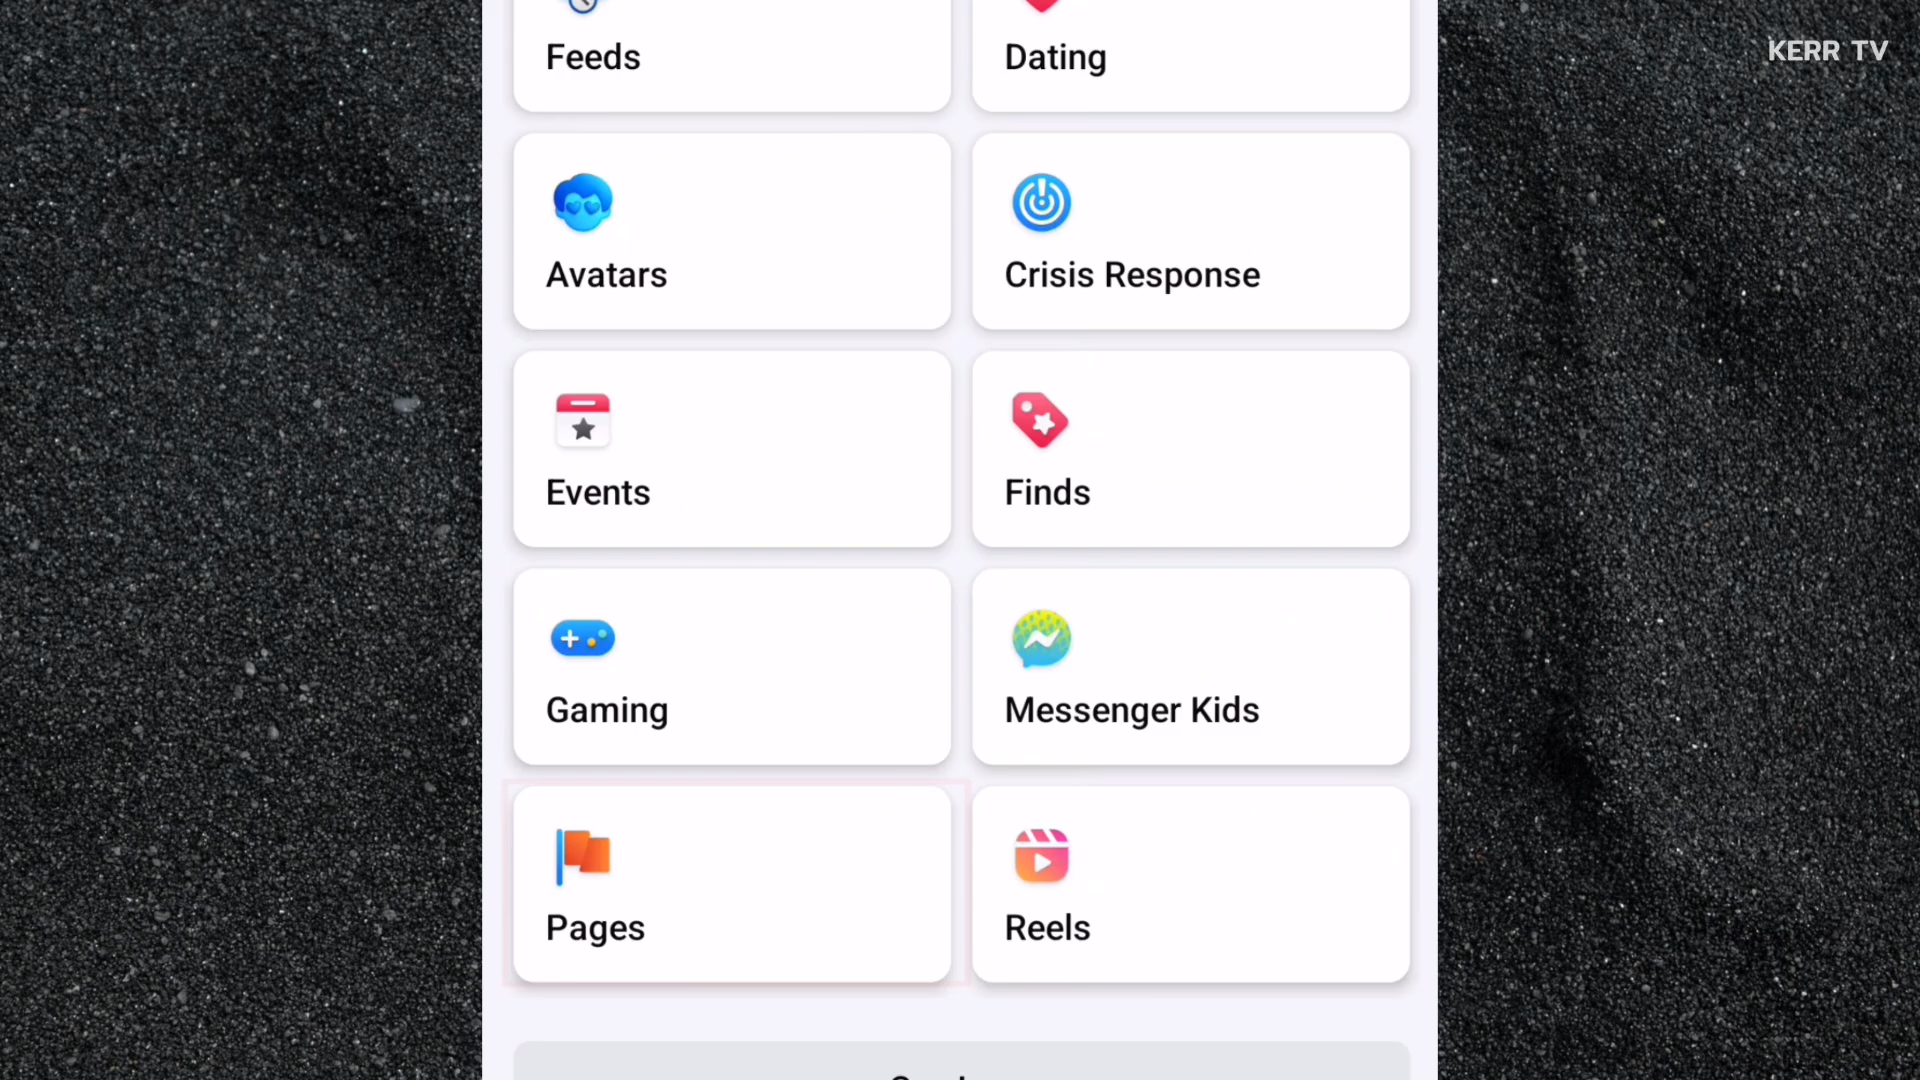 KERR TV
Feeds
Dating
Avatars
Crisis Response
Events
Finds
Gaming
Messenger Kids
Pages
Reels